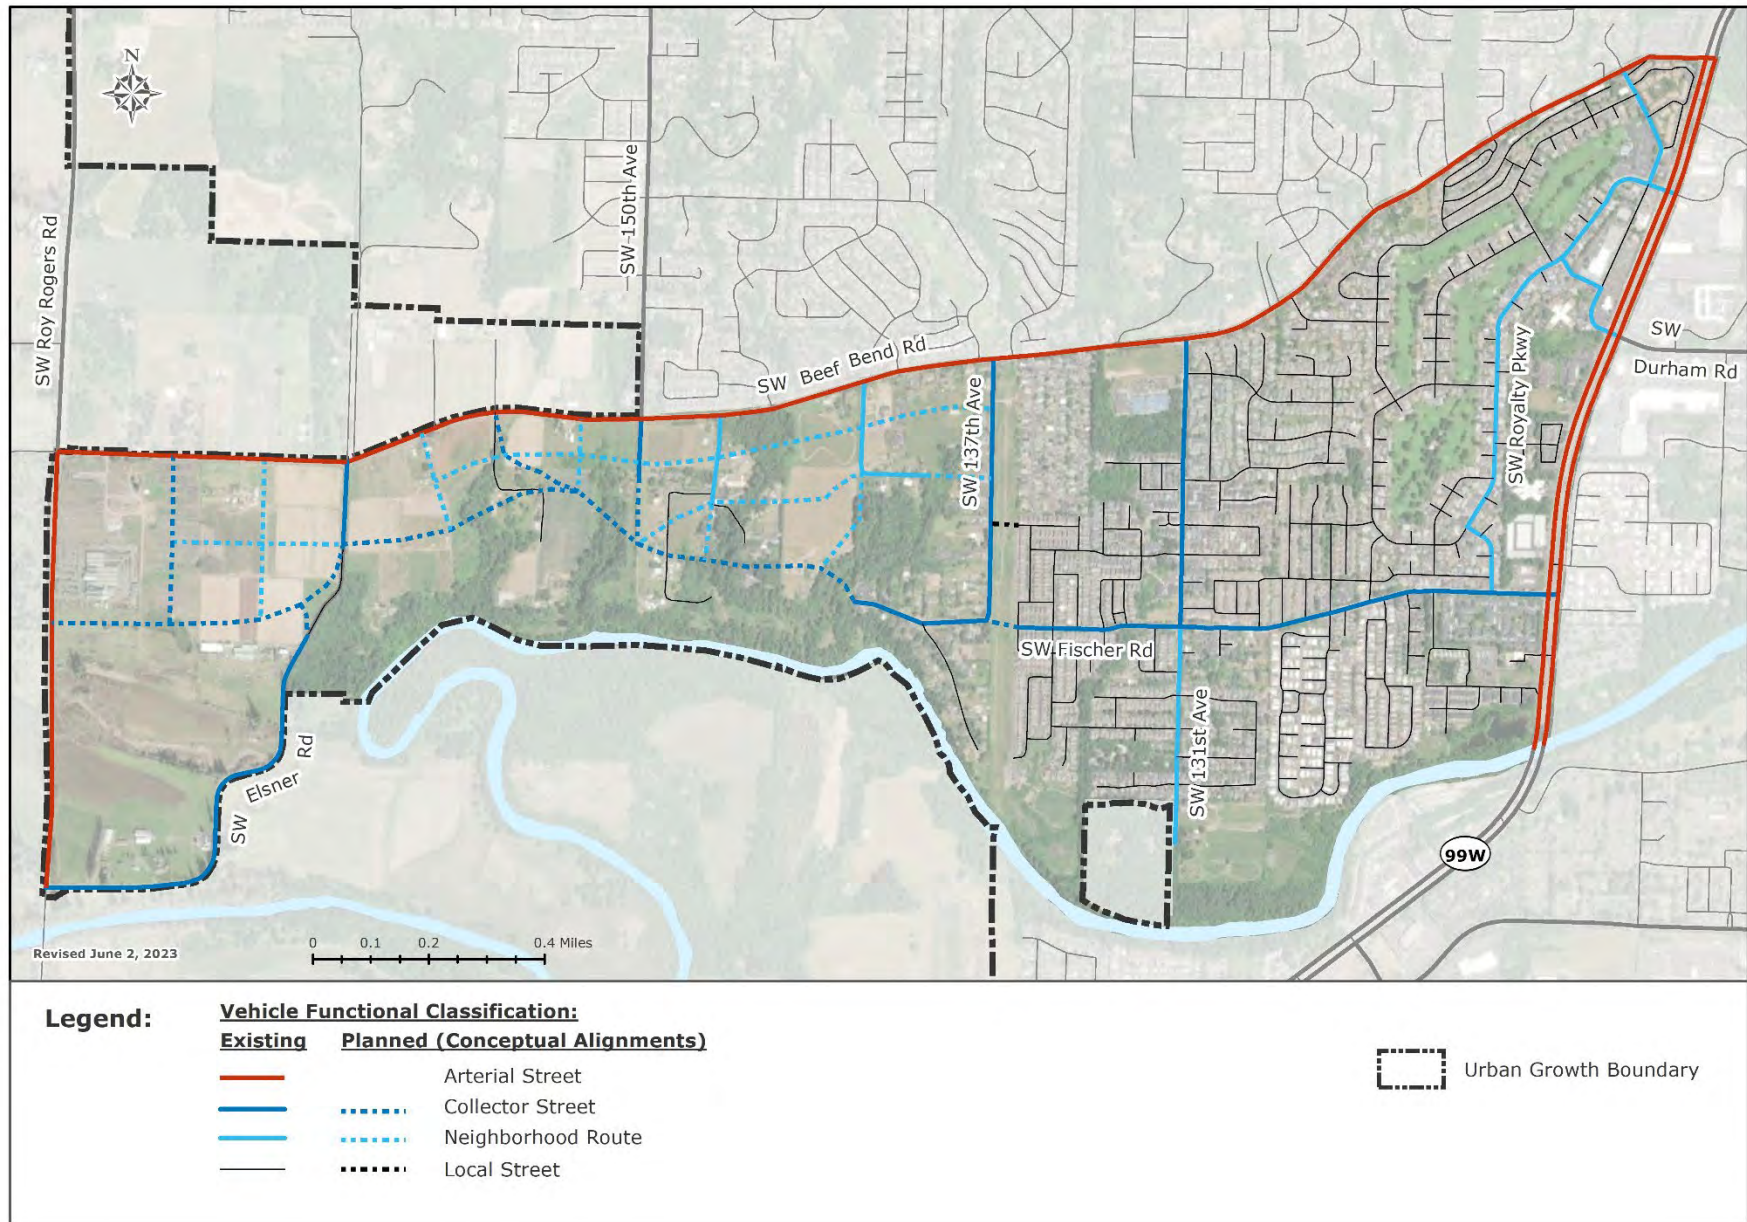 N
SW Roy Rogers Rd
SW 150th Ave
SW Beef Bend Rd
SW 137th Ave
SW Royalty Pkwy
SW
Durham Rd
SW Fischer Rd
SW 131st Ave
SW Elsner Rd
99W
Revised June 2, 2023
0 0.1 0.2 0.4 Miles
Legend:
Vehicle Functional Classification:
Existing Planned (Conceptual Alignments)
Arterial Street
Collector Street
Neighborhood Route
Local Street
Urban Growth Boundary